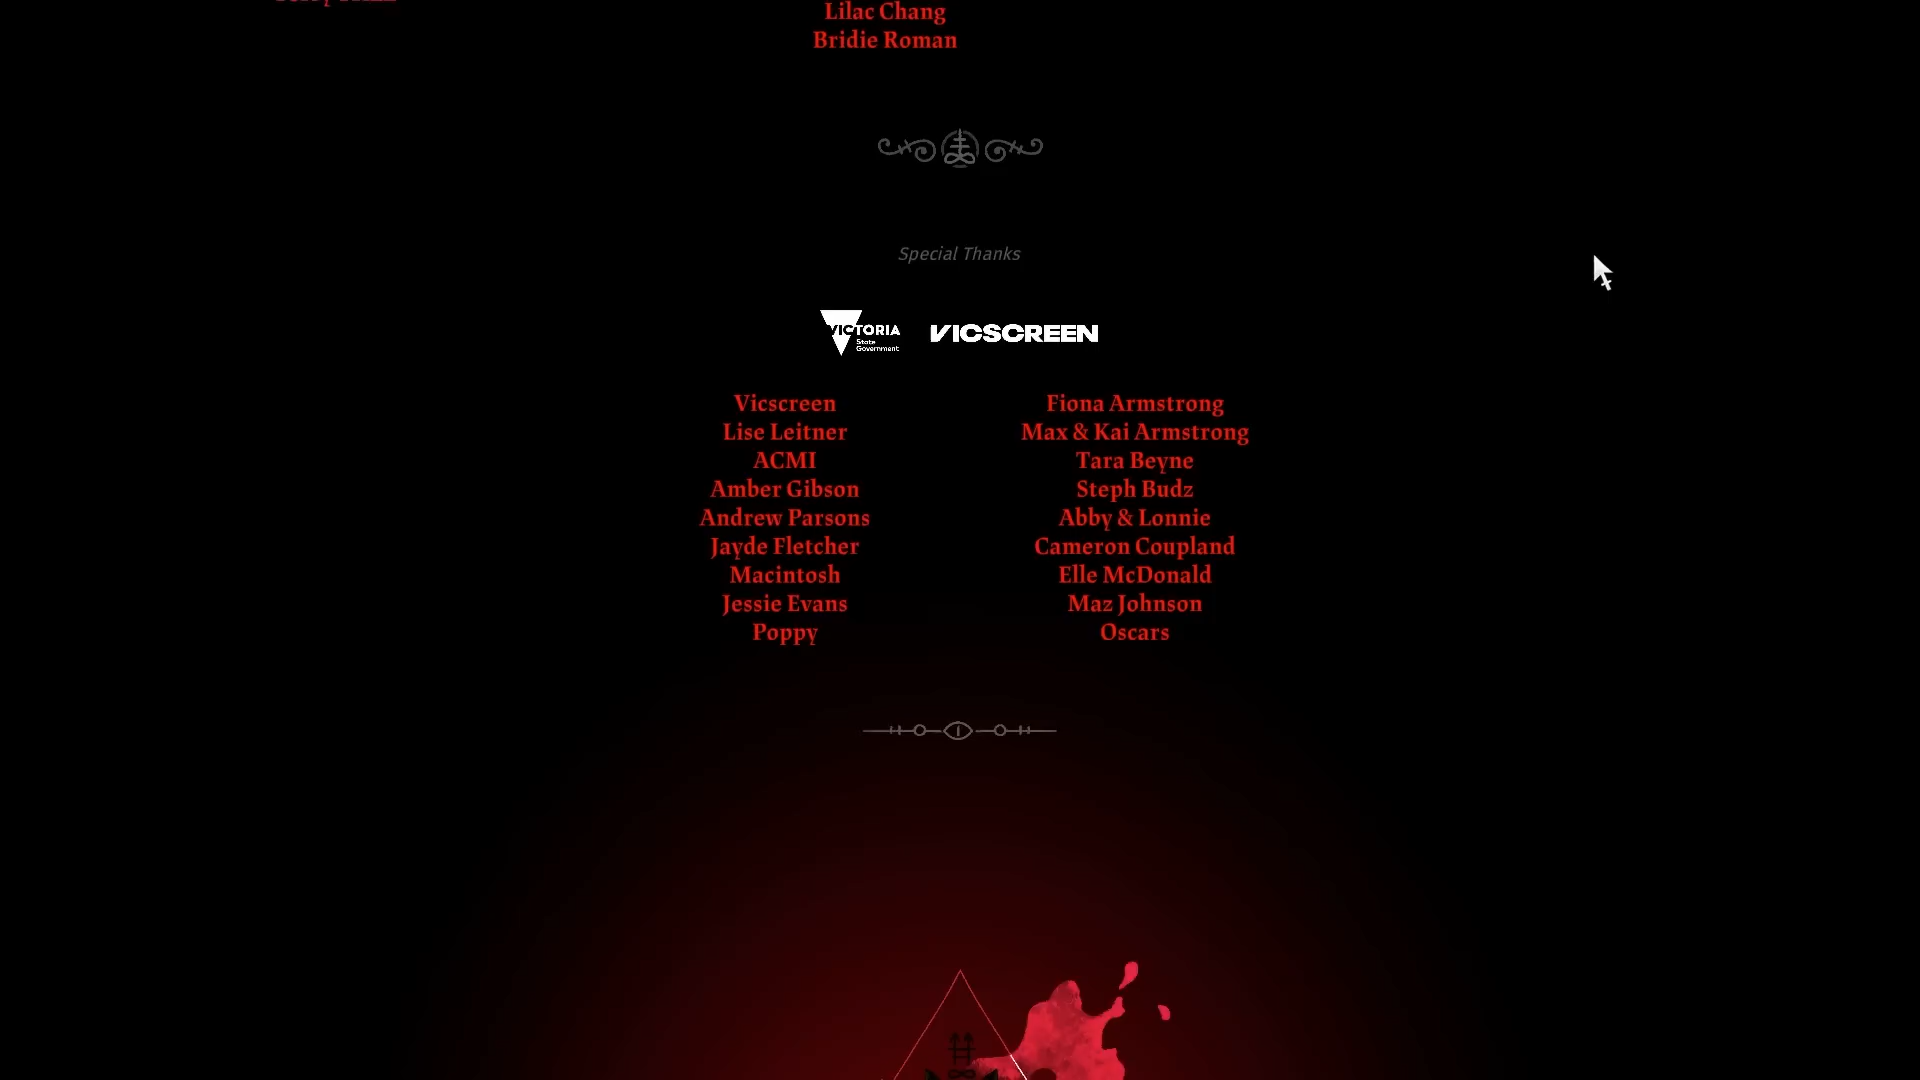 Lilac Chang
Bridie Roman
Special Thanks
VICTORIA
State
Government
VICSCREEN
Vicscreen
Lise Leitner
ACMI
Amber Gibson
Andrew Parsons
Jayde Fletcher
Macintosh
Jessie Evans
Poppy
Fiona Armstrong
Max & Kai Armstrong
Tara Beyne
Steph Budz
Abby & Lonnie
Cameron Coupland
Elle McDonald
Maz Johnson
Oscars